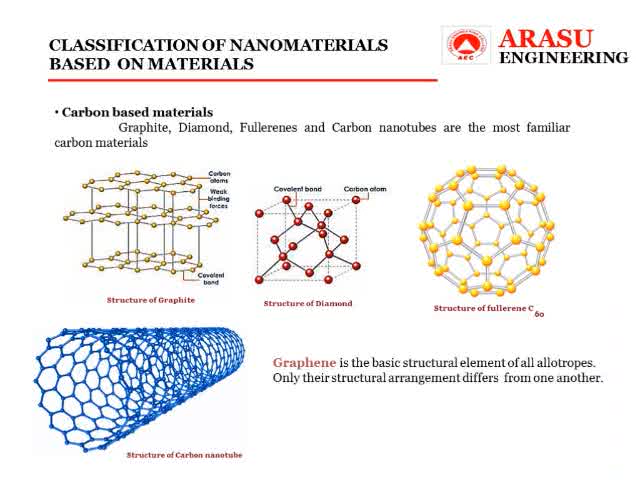 CLASSIFICATION OF NANOMATERIALS
BASED ON MATERIALS
ARASU
ENGINEERING
AEC
• Carbon based materials
Graphite, Diamond, Fullerenes and Carbon nanotubes are the most familiar
carbon materials
Carbon
atoms
Weak
binding
forces
Covalent
bond
Structure of Graphite
Covalent bond
Carbon atom
Structure of Diamond
Structure of fullerene C60
Graphene is the basic structural element of all allotropes.
Only their structural arrangement differs from one another.
Structure of Carbon nanotube